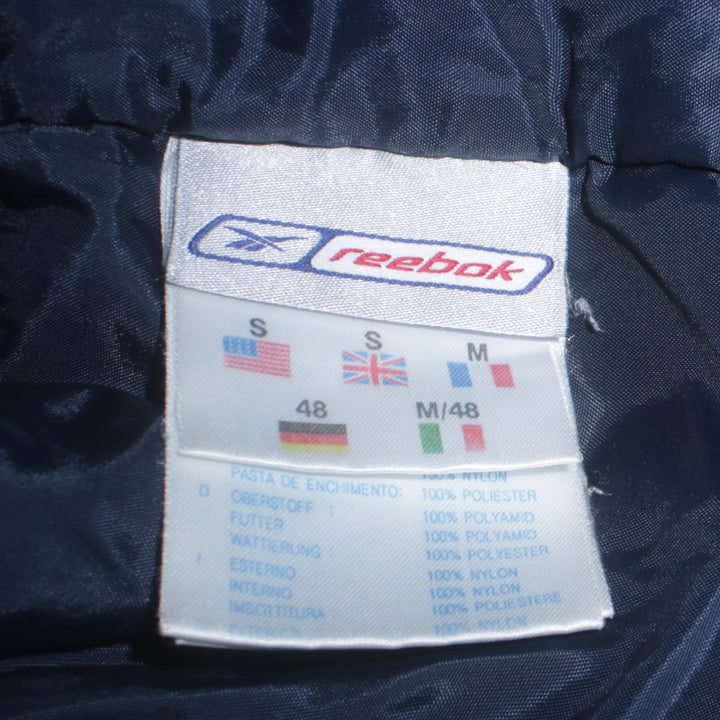 reebok
S S M
48 M/48
PASTA DE ENCHIMENTO: 100% POLIESTER
D OBERSTOFF : 100% POLYAMID
FUTTER 100% POLYAMID
WATTIERUNG : 100% POLYESTER
I ESTERNO 100% NYLON
INTERNO 100% NYLON
IMBOTTITURA : 100% POLIESTERE
100% NYLON